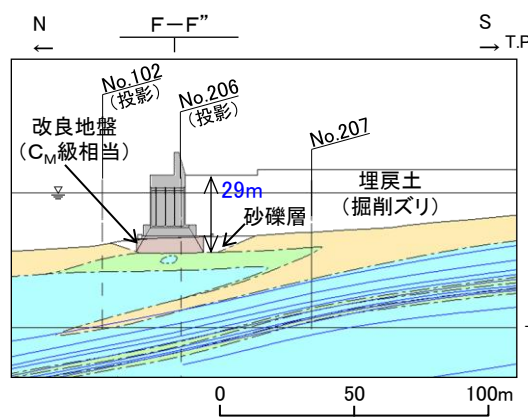 N
F－F”
S
T.P
No.102
(投影)
No.206
(投影)
No.207
改良地盤
(CM級相当)
29m
砂礫層
埋戻土
(掘削ズリ)
0 50 100m